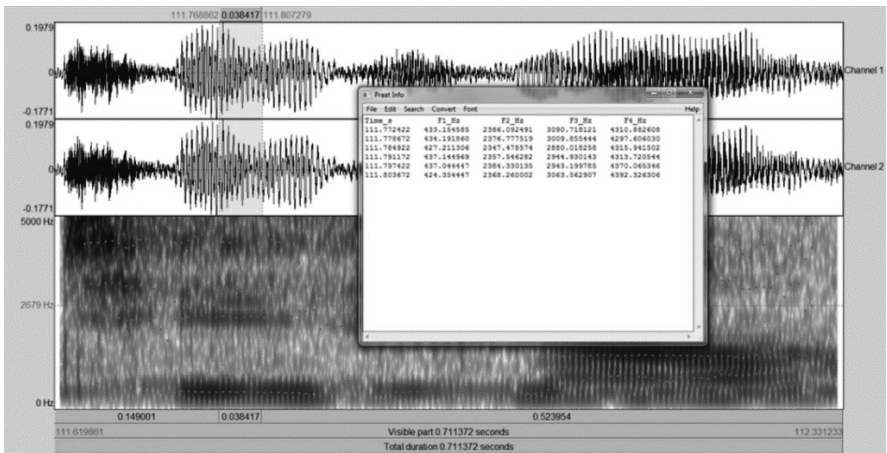 111.768862 0.038417 111.807279
0.1979
0
-0.1771
0.1979
0
-0.1771
5000 Hz
2679 Hz
0 Hz
Channel 1
Channel 2
Praat Info
File Edit Search Convert Font Help
Time_s F1_Hz F2_Hz F3_Hz F4_Hz
111.772422 433.154585 2386.092491 3090.718121 4310.882608
111.778672 434.191860 2376.777519 3009.855444 4297.606030
111.784922 427.211306 2347.478574 2880.018258 4315.941502
111.791172 437.144969 2357.546282 2944.930143 4313.720544
111.797422 437.044447 2384.330135 2943.199785 4370.065346
111.803672 424.354447 2368.260002 3063.562907 4392.326306
0.149001 0.038417 0.523954
111.619861 Visible part 0.711372 seconds 112.331233
Total duration 0.711372 seconds